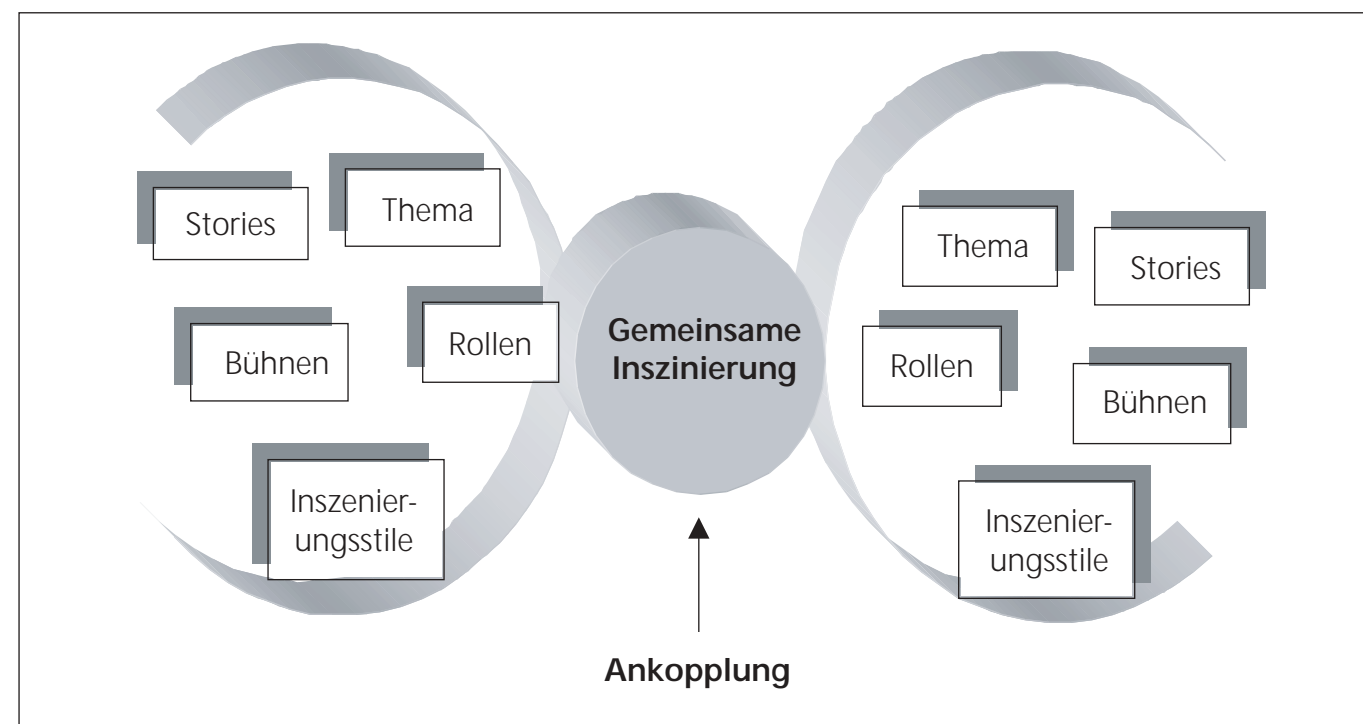 Stories
Thema
Bühnen
Rollen
Inszenier-
ungsstile
Gemeinsame
Inszinierung
Thema
Stories
Rollen
Bühnen
Inszenier-
ungsstile
Ankopplung